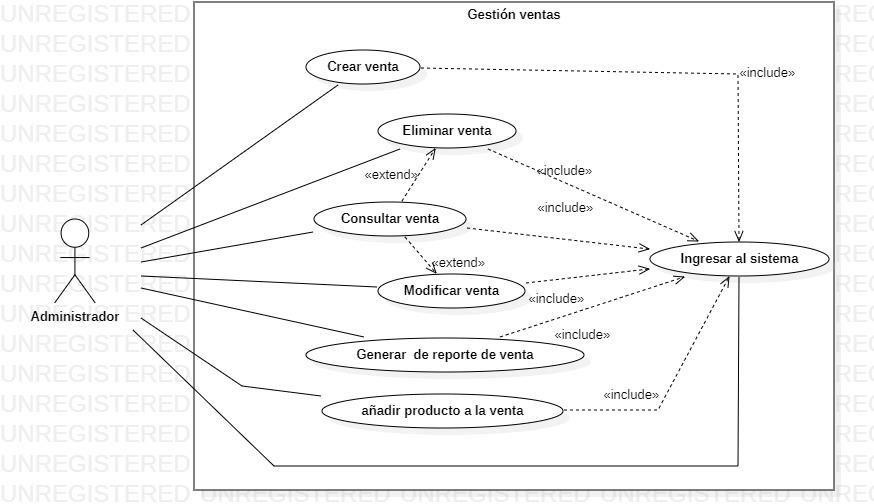 Gestión ventas
Crear venta
«include»
Eliminar venta
«include»
«extend»
Consultar venta
«include»
Ingresar al sistema
«extend»
Modificar venta
«include»
Administrador
«include»
Generar  de reporte de venta
«include»
añadir producto a la venta
UNREGISTERED